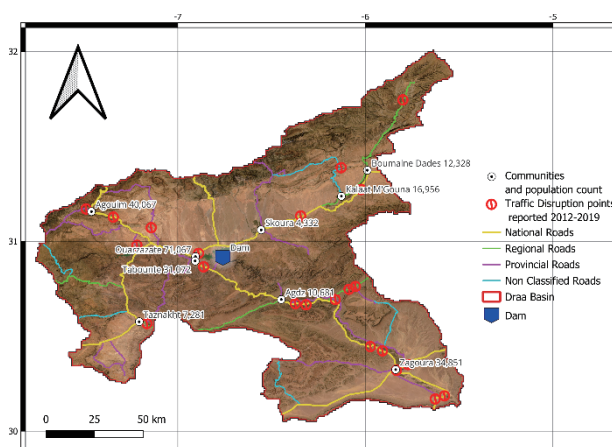 -7
-6
-5
32
Boumalne Dades 12,328
Kalaat M'Gouna 16,956
Agouim 40,067
Skoura 4,332
31
Ouarzazate 71,067
Dam
Tabounte 31,072
Agdz 10,681
Taznakht 7,281
Zagoura 34,851
30
0 25 50 km
Communities
and population count
Traffic Disruption points
reported 2012-2019
National Roads
Regional Roads
Provincial Roads
Non Classified Roads
Draa Basin
Dam